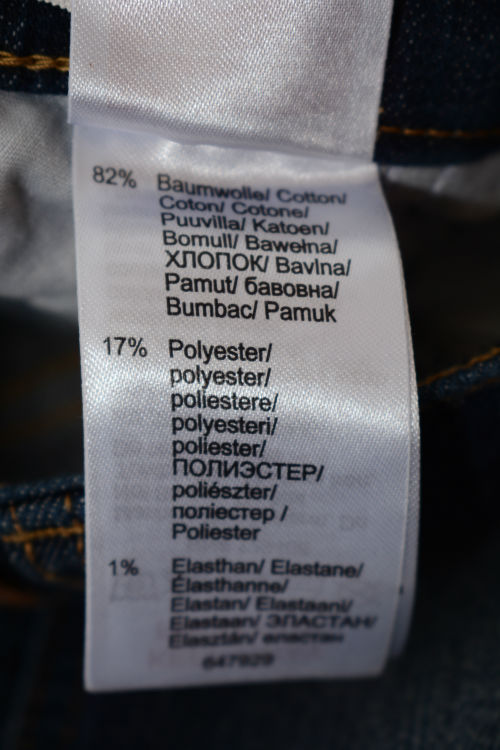 82% Baumwolle/ Cotton/
Coton/ Cotone/
Puuvilla/ Katoen/
Bomull/ Bawełna/
ХЛОПОК/ Bavlna/
Pamut/ бавовна/
Bumbac/ Pamuk
17% Polyester/
polyester/
poliestere/
polyesteri/
poliester/
ПОЛИЭСТЕР/
poliészter/
поліестер /
Poliester
1% Elasthan/ Elastane/
Élasthanne/
Elastan/ Elastaani/
Elastaan/ ЭЛАСТАН/
Elasztán/ еластан
647929